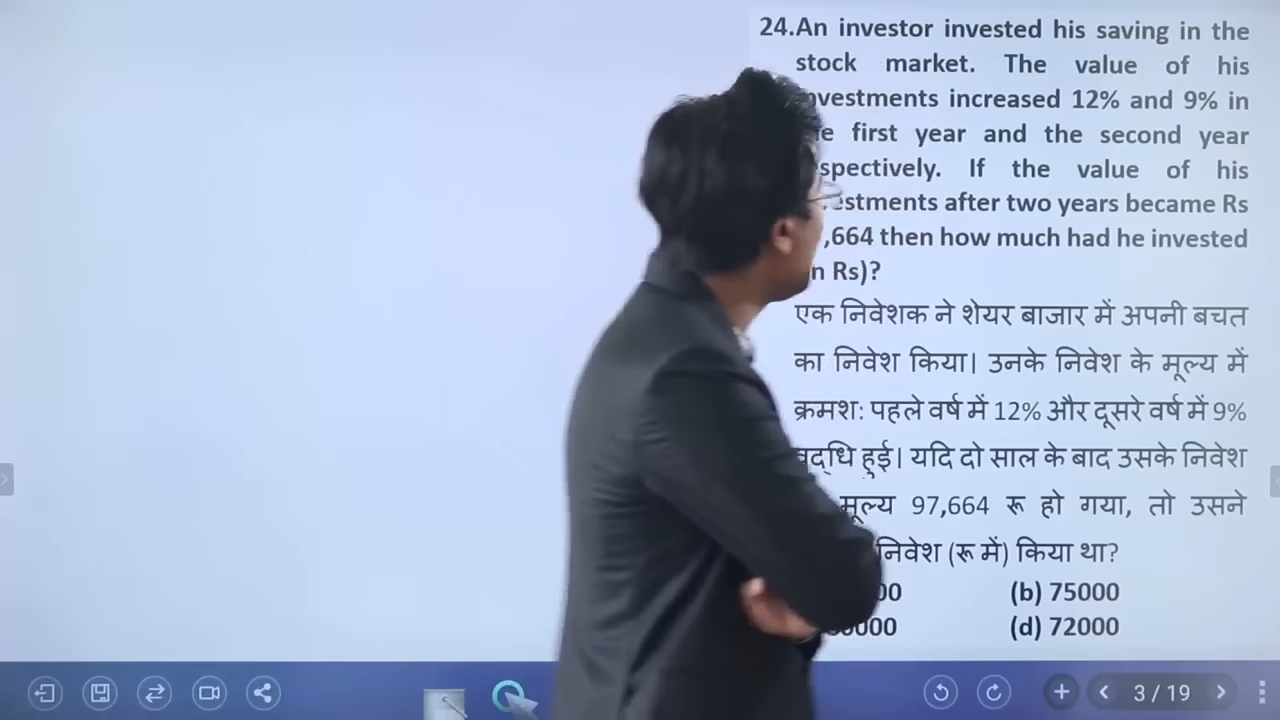 24.An investor invested his saving in the
stock market. The value of his
investments increased 12% and 9% in
first year and the second year
respectively. If the value of his
investments after two years became Rs
,664 then how much had he invested
Rs)?
एक निवेशक ने शेयर बाजार में अपनी बचत
का निवेश किया। उनके निवेश के मूल्य में
क्रमश: पहले वर्ष में 12% और दूसरे वर्ष में 9%
वृद्धि हुई। यदि दो साल के बाद उसके निवेश
मूल्य 97,664 रू हो गया, तो उसने
निवेश (रू में) किया था?
(b) 75000
(d) 72000
3 / 19